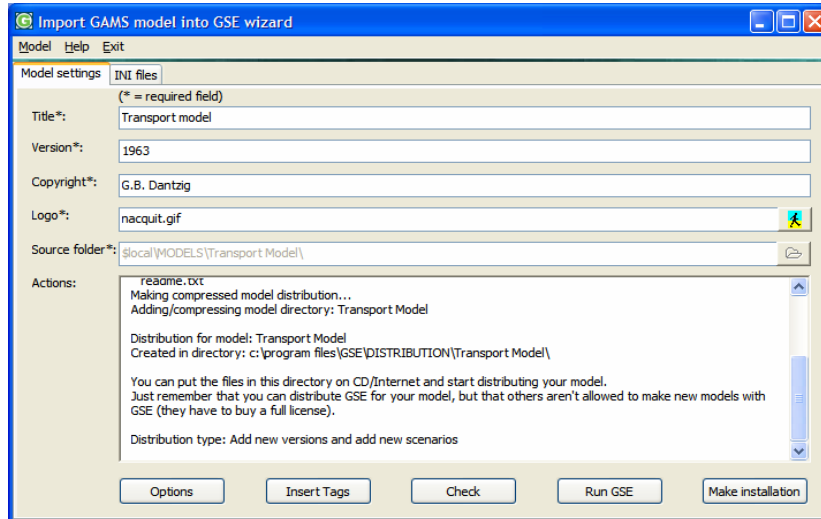 Import GAMS model into GSE wizard
Model Help Exit
Model settings INI files
(* = required field)
Title*: Transport model
Version*: 1963
Copyright*: G.B. Dantzig
Logo*: nacquit.gif
Source folder*: $local\MODELS\Transport Model\
Actions:
readme.txt
Making compressed model distribution...
Adding/compressing model directory: Transport Model
Distribution for model: Transport Model
Created in directory: c:\program files\GSE\DISTRIBUTION\Transport Model\
You can put the files in this directory on CD/Internet and start distributing your model.
Just remember that you can distribute GSE for your model, but that others aren't allowed to make new models with
GSE (they have to buy a full license).
Distribution type: Add new versions and add new scenarios
Options Insert Tags Check Run GSE Make installation